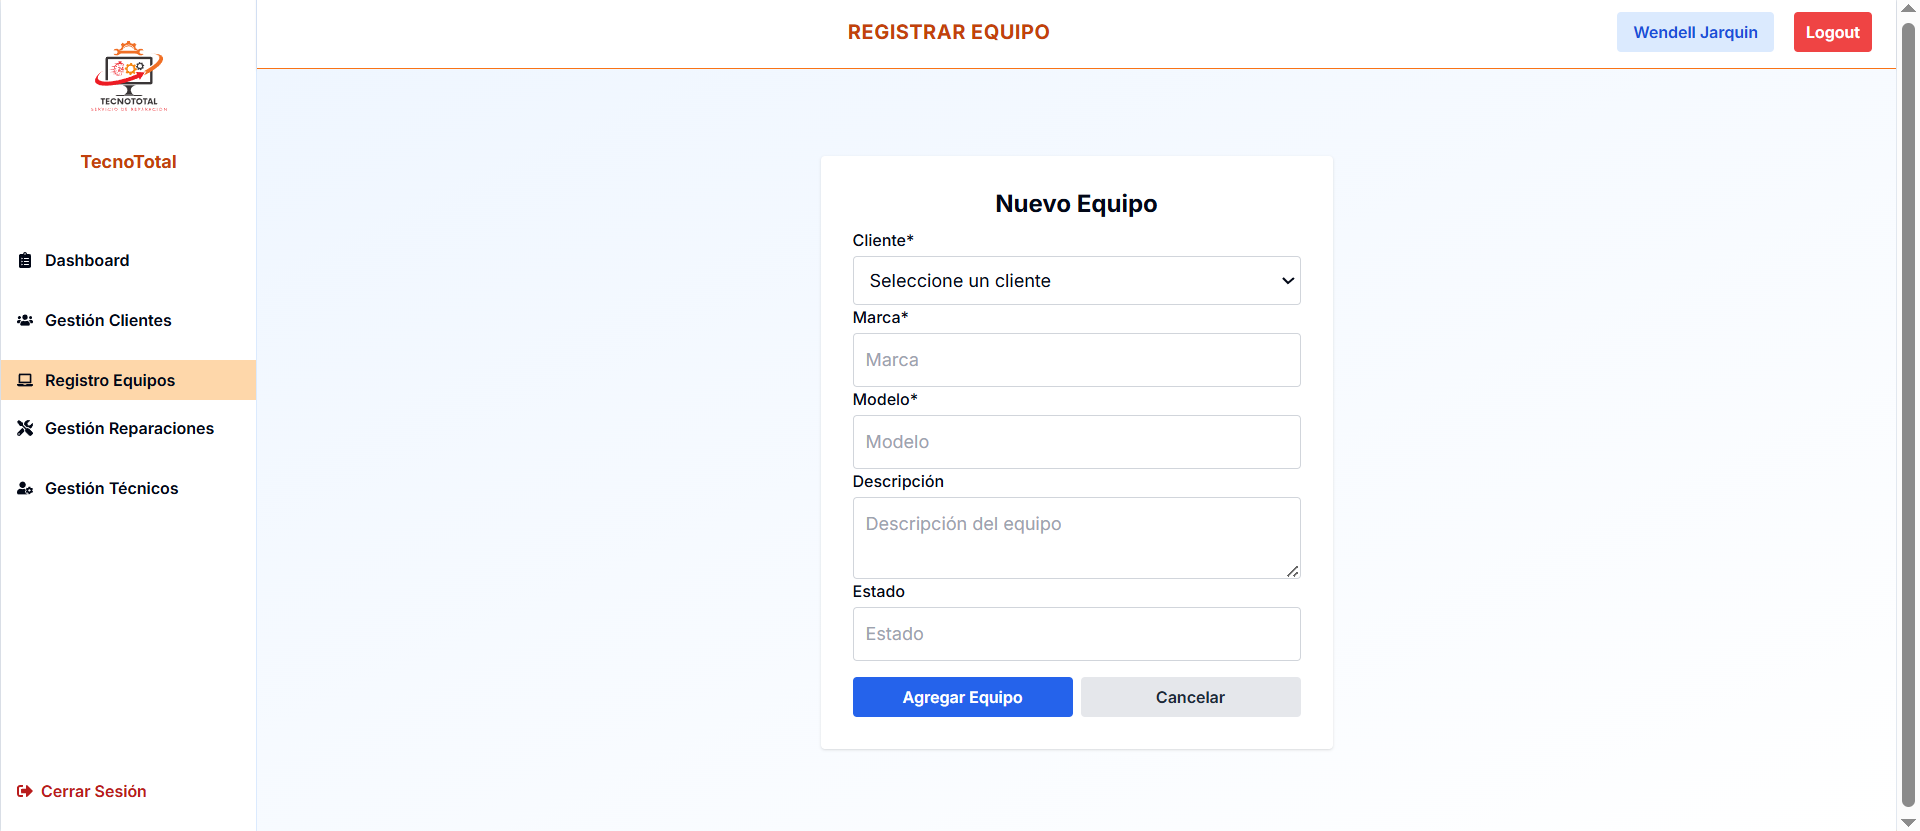 TECNOTOTAL
SERVICIO DE REPARACION
TecnoTotal
Dashboard
Gestión Clientes
Registro Equipos
Gestión Reparaciones
Gestión Técnicos
Cerrar Sesión
REGISTRAR EQUIPO
Wendell Jarquin
Logout
Nuevo Equipo
Cliente*
Seleccione un cliente
Marca*
Marca
Modelo*
Modelo
Descripción
Descripción del equipo
Estado
Estado
Agregar Equipo
Cancelar